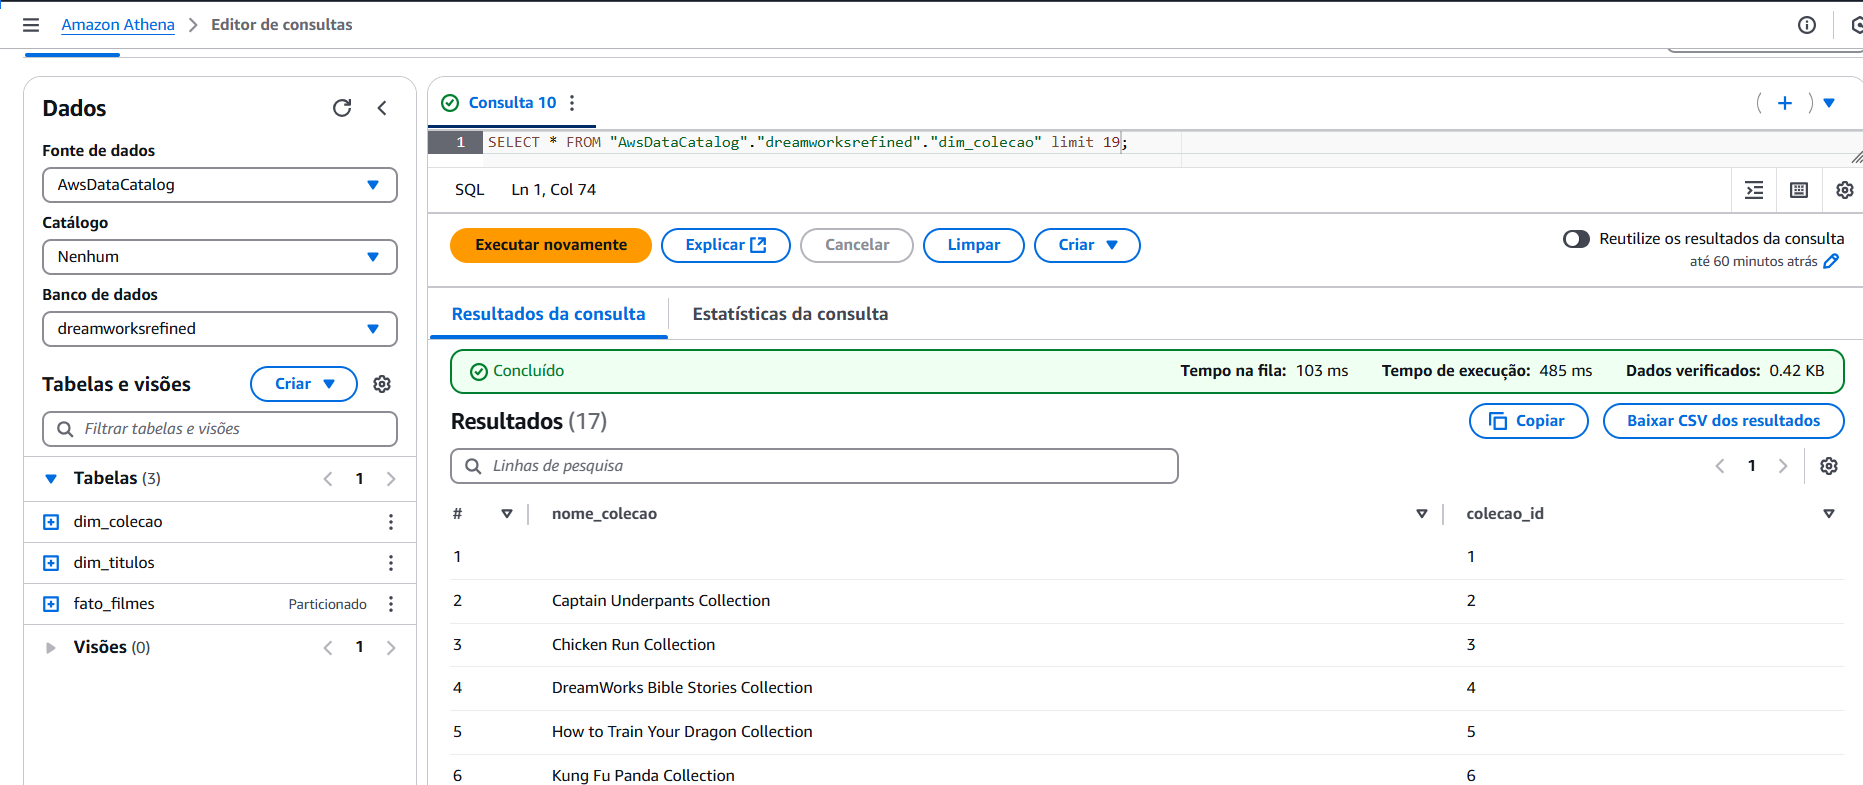 Amazon Athena > Editor de consultas
Dados
Fonte de dados
AwsDataCatalog
Catálogo
Nenhum
Banco de dados
dreamworksrefined
Tabelas e visões
Criar
Filtrar tabelas e visões
Tabelas (3)
< 1 >
dim_colecao
dim_titulos
fato_filmes
Particionado
Visões (0)
< 1 >
Consulta 10
( + )
1 SELECT * FROM "AwsDataCatalog"."dreamworksrefined"."dim_colecao" limit 19;
SQL Ln 1, Col 74
Executar novamente
Explicar
Cancelar
Limpar
Criar
Reutilize os resultados da consulta
até 60 minutos atrás
Resultados da consulta
Estatísticas da consulta
Concluído
Tempo na fila: 103 ms
Tempo de execução: 485 ms
Dados verificados: 0.42 KB
Resultados (17)
Copiar
Baixar CSV dos resultados
Linhas de pesquisa
< 1 >
# nome_colecao colecao_id
1 1
2 Captain Underpants Collection 2
3 Chicken Run Collection 3
4 DreamWorks Bible Stories Collection 4
5 How to Train Your Dragon Collection 5
6 Kung Fu Panda Collection 6